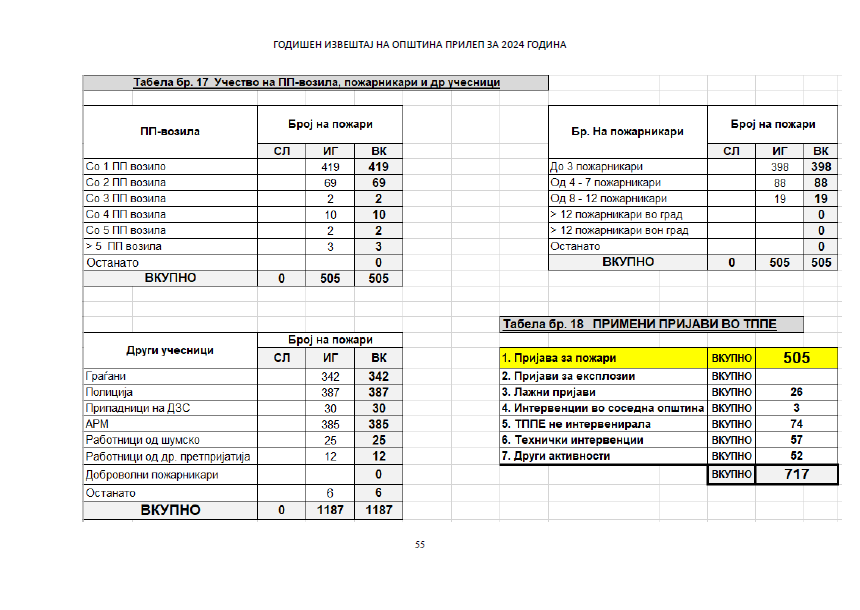 ГОДИШЕН ИЗВЕШТАЈ НА ОПШТИНА ПРИЛЕП ЗА 2024 ГОДИНА
Табела бр. 17 Учество на ПП-возила, пожарникари и др учесници
ПП-возила Број на пожари
СЛ ИГ ВК
Со 1 ПП возило 419 419
Со 2 ПП возила 69 69
Со 3 ПП возила 2 2
Со 4 ПП возила 10 10
Со 5 ПП возила 2 2
> 5 ПП возила 3 3
Останато 0
ВКУПНО 0 505 505
Бр. На пожарникари Број на пожари
СЛ ИГ ВК
До 3 пожарникари 398 398
Од 4 - 7 пожарникари 88 88
Од 8 - 12 пожарникари 19 19
> 12 пожарникари во град 0
> 12 пожарникари вон град 0
Останато 0
ВКУПНО 0 505 505
Други учесници Број на пожари
СЛ ИГ ВК
Граѓани 342 342
Полиција 387 387
Припадници на ДЗС 30 30
АРМ 385 385
Работници од шумско 25 25
Работници од др. претпријатија 12 12
Доброволни пожарникари 0
Останато 6 6
ВКУПНО 0 1187 1187
Табела бр. 18 ПРИМЕНИ ПРИЈАВИ ВО ТППЕ
1. Пријава за пожари ВКУПНО 505
2. Пријави за експлозии ВКУПНО
3. Лажни пријави ВКУПНО 26
4. Интервенции во соседна општина ВКУПНО 3
5. ТППЕ не интервенирала ВКУПНО 74
6. Технички интервенции ВКУПНО 57
7. Други активности ВКУПНО 52
ВКУПНО 717
55